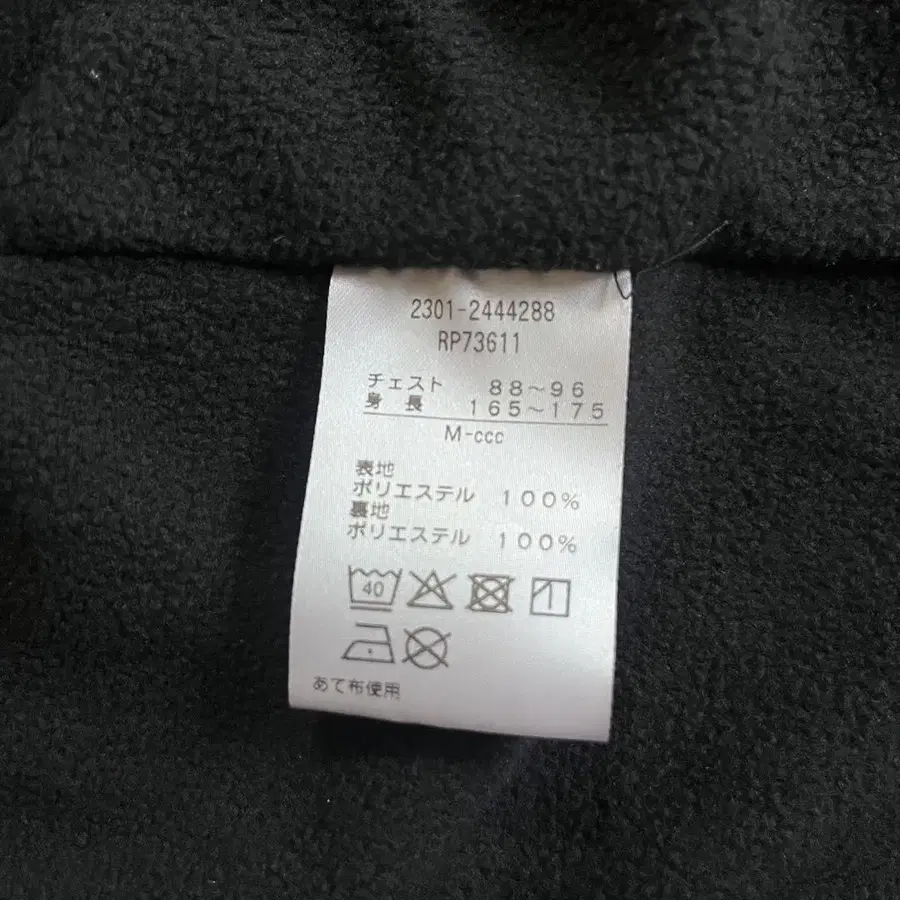 2301-2444288
RP73611
チェスト 88~96
身長 165~175
M-ccc
表地
ポリエステル 100%
裏地
ポリエステル 100%
40
あて布使用